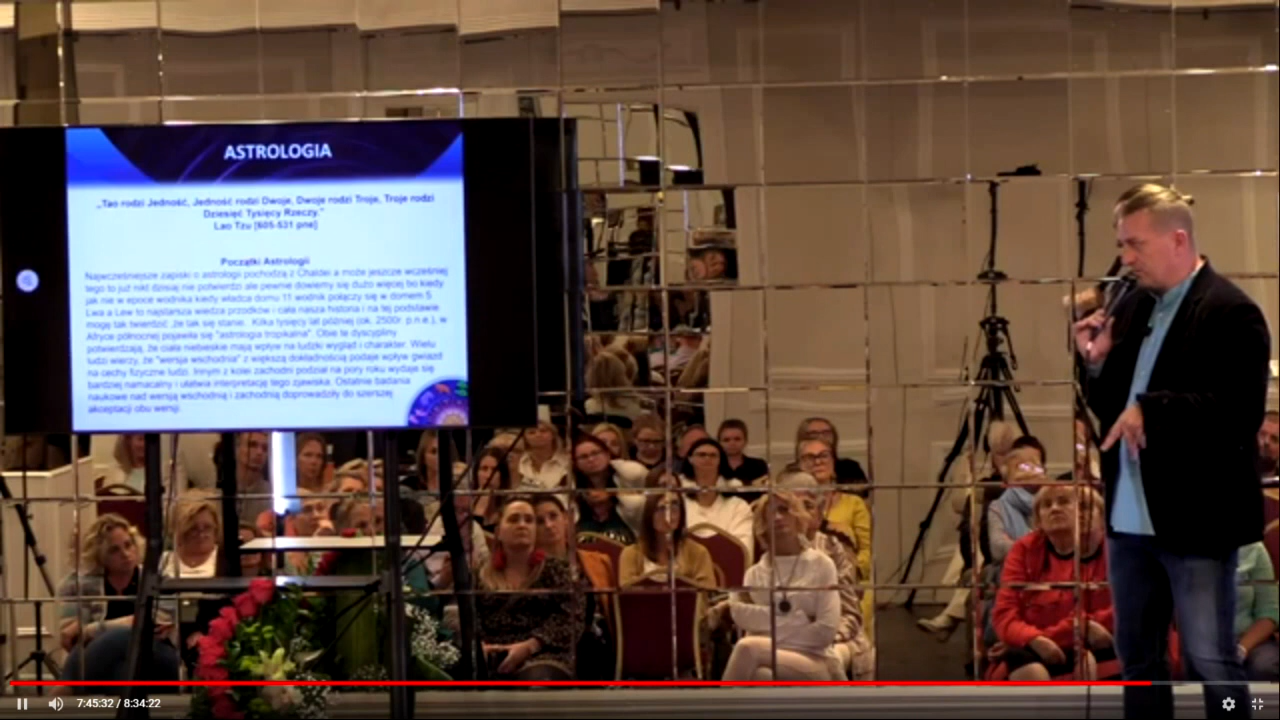 ASTROLOGIA
„Tao rodzi Jedność, Jedność rodzi Dwoje, Dwoje rodzi Troje, Troje rodzi
Dziesięć Tysięcy Rzeczy."
Lao Tzu [605-531 pne]
Początki Astrologii
Najwcześniejsze zapiski o astrologii pochodzą z Chaldei a może jeszcze wcześniej
tego to już nikt dzisiaj nie potwierdzi ale pewnie dowiemy się dużo więcej bo kiedy
jak nie w epoce wodnika kiedy władca domu 11 wodnik połączy się w domem 5
Lwa a Lew to najstarsza wiedza przodków i cała nasza historia i na tej podstawie
mogę tak twierdzić ,że tak się stanie.. Kilka tysięcy lat później (ok. 2500r. p.n.e.), w
Afryce północnej pojawiła się "astrologia tropikalna". Obie te dyscypliny
potwierdzają, że ciała niebieskie mają wpływ na ludzki wygląd i charakter. Wielu
ludzi wierzy, że "wersja wschodnia" z większą dokładnością podaje wpływ gwiazd
na cechy fizyczne ludzi. Innym z kolei zachodni podział na pory roku wydaje się
bardziej namacalny i ułatwia interpretację tego zjawiska. Ostatnie badania
naukowe nad wersją wschodnią i zachodnią doprowadziły do szerszej
akceptacji obu wersji.
7:45:32 / 8:34:22